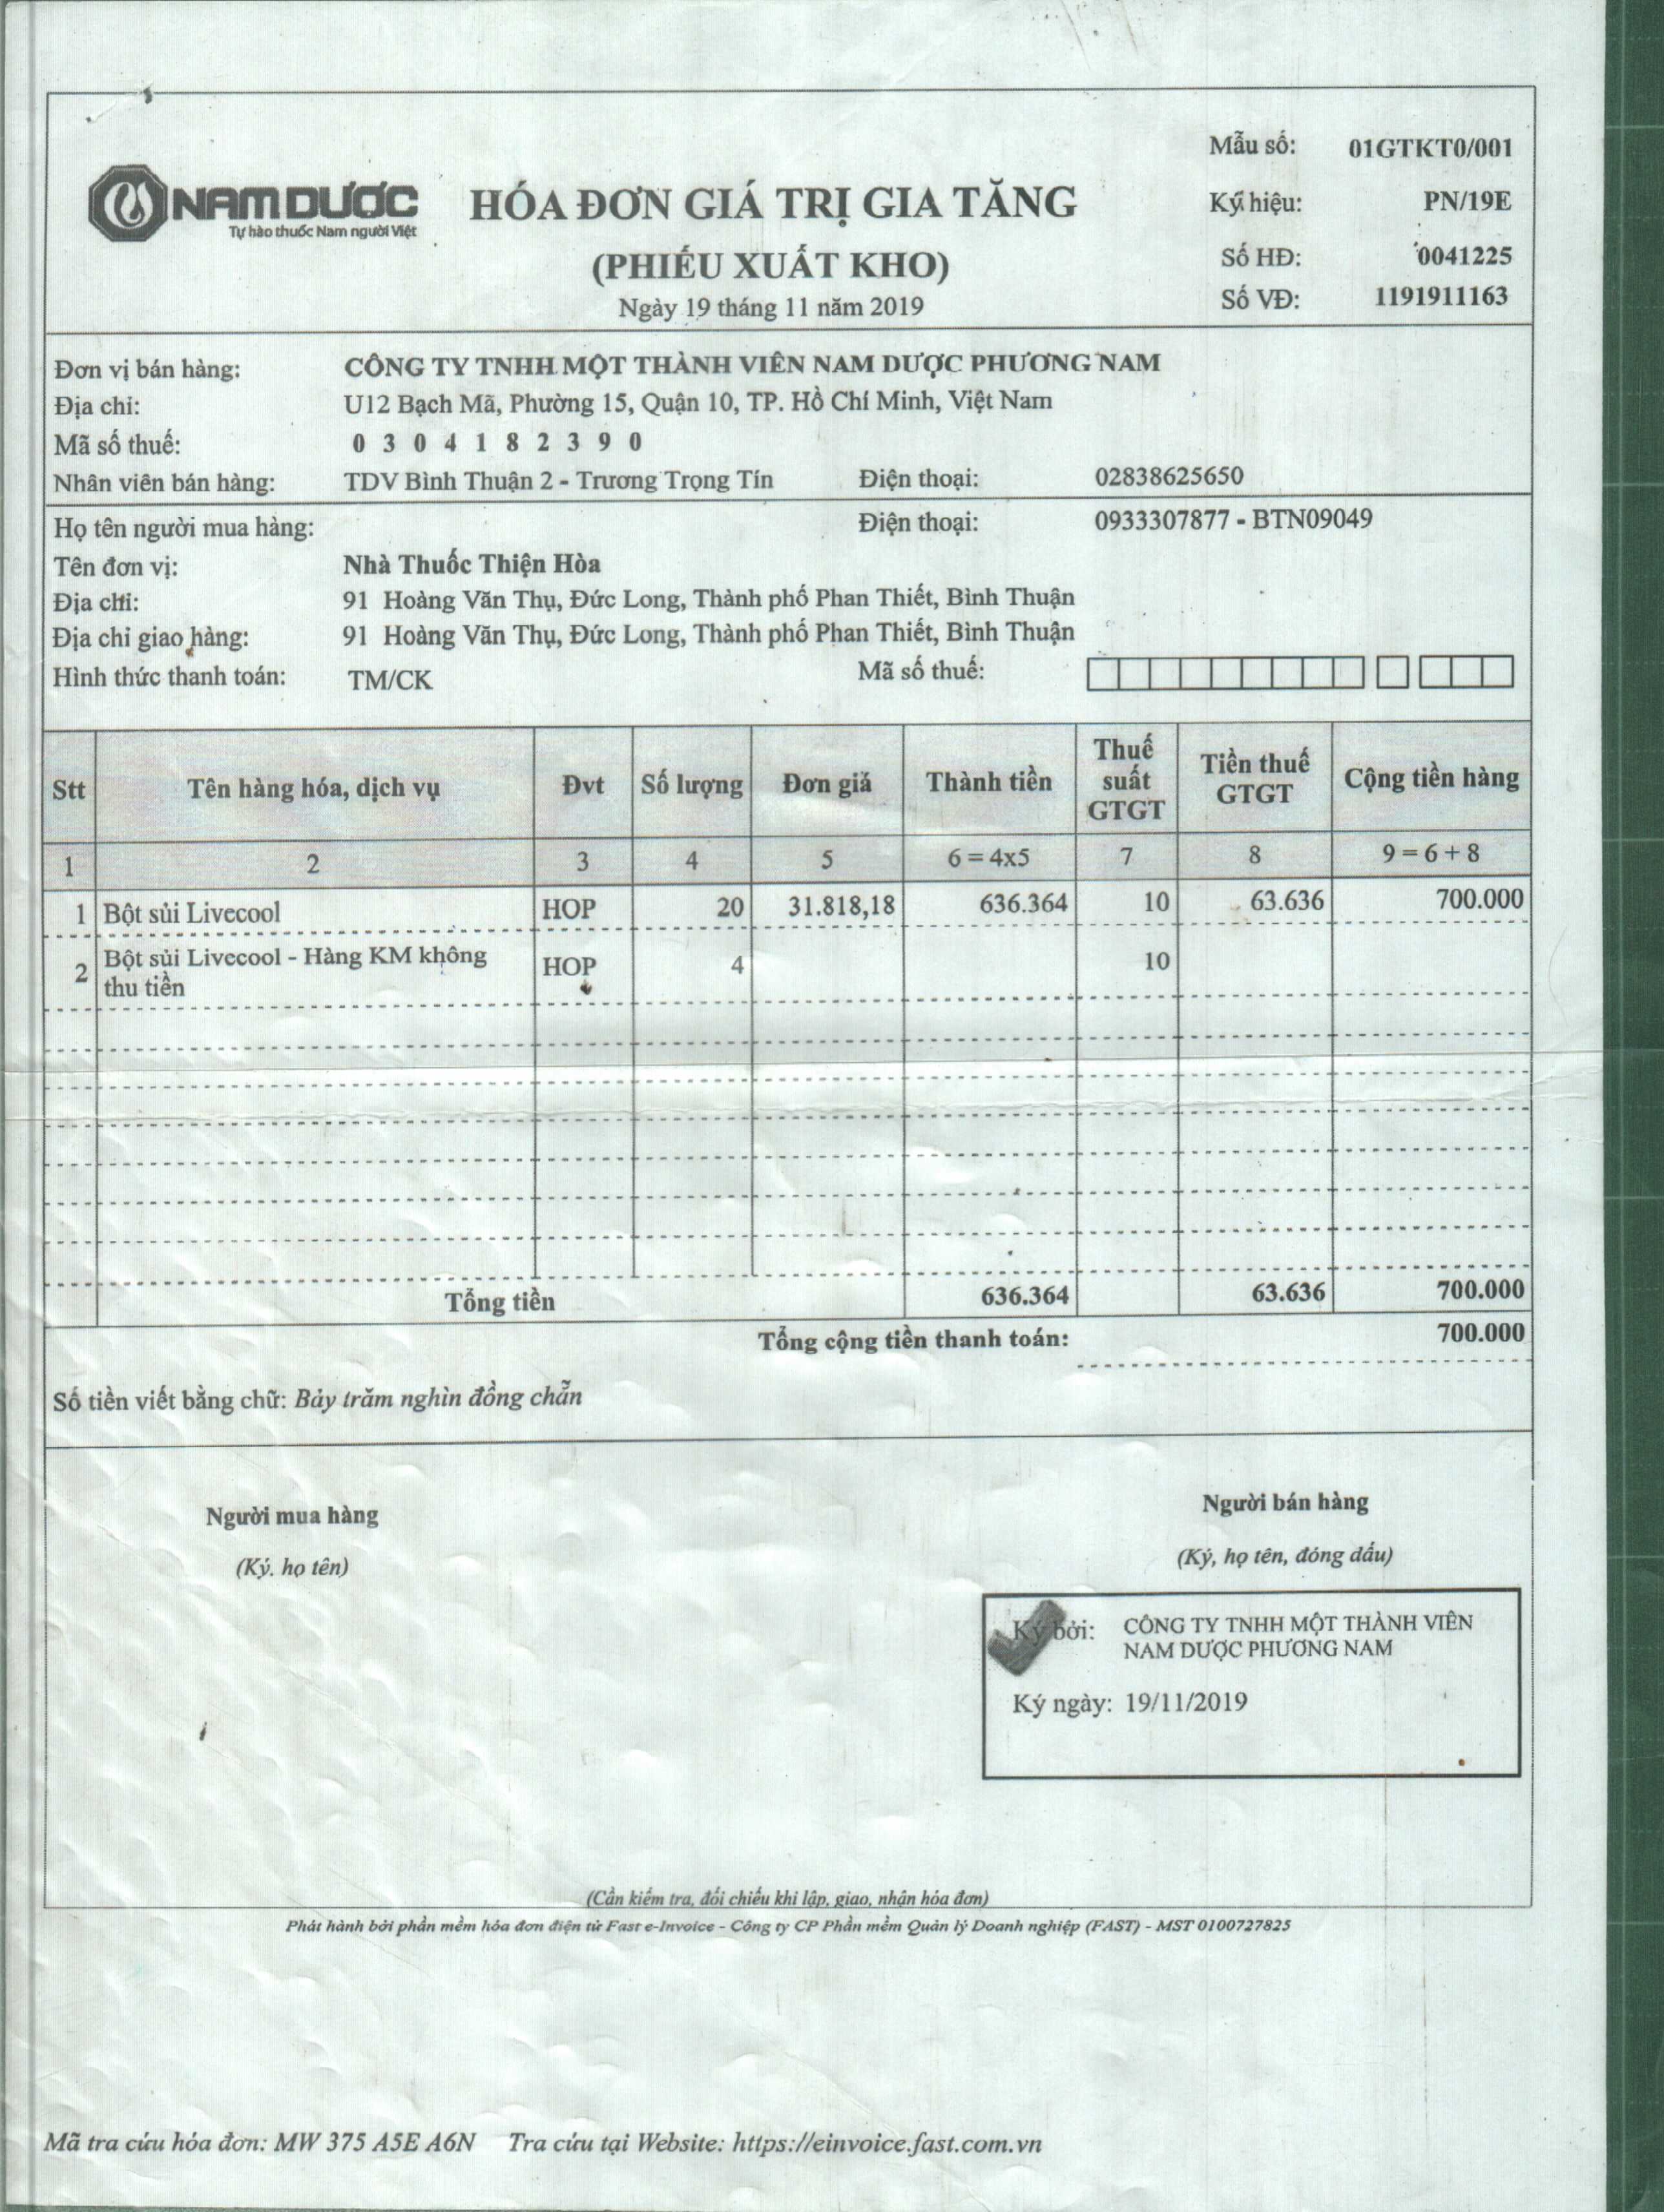 NAM DƯỢC
Tự hào thuốc Nam người Việt
HÓA ĐƠN GIÁ TRỊ GIA TĂNG
(PHIẾU XUẤT KHO)
Ngày 19 tháng 11 năm 2019
Mẫu số: 01GTKT0/001
Ký hiệu: PN/19E
Số HĐ: 0041225
Số VĐ: 1191911163
Đơn vị bán hàng: CÔNG TY TNHH MỘT THÀNH VIÊN NAM DƯỢC PHƯƠNG NAM
Địa chỉ: U12 Bạch Mã, Phường 15, Quận 10, TP. Hồ Chí Minh, Việt Nam
Mã số thuế: 0 3 0 4 1 8 2 3 9 0
Nhân viên bán hàng: TDV Bình Thuận 2 - Trương Trọng Tín Điện thoại: 02838625650
Họ tên người mua hàng: Điện thoại: 0933307877 - BTN09049
Tên đơn vị: Nhà Thuốc Thiện Hòa
Địa chỉ: 91 Hoàng Văn Thụ, Đức Long, Thành phố Phan Thiết, Bình Thuận
Địa chỉ giao hàng: 91 Hoàng Văn Thụ, Đức Long, Thành phố Phan Thiết, Bình Thuận
Hình thức thanh toán: TM/CK Mã số thuế:
Stt Tên hàng hóa, dịch vụ Đvt Số lượng Đơn giá Thành tiền Thuế suất GTGT Tiền thuế GTGT Cộng tiền hàng
1 2 3 4 5 6 = 4x5 7 8 9 = 6 + 8
1 Bột sủi Livecool HOP 20 31.818,18 636.364 10 63.636 700.000
2 Bột sủi Livecool - Hàng KM không thu tiền HOP 4 10
Tổng tiền 636.364 63.636 700.000
Tổng cộng tiền thanh toán: 700.000
Số tiền viết bằng chữ: Bảy trăm nghìn đồng chẵn
Người mua hàng
(Ký. họ tên)
Người bán hàng
(Ký, họ tên, đóng dấu)
Ký bởi: CÔNG TY TNHH MỘT THÀNH VIÊN
NAM DƯỢC PHƯƠNG NAM
Ký ngày: 19/11/2019
(Cần kiểm tra, đối chiếu khi lập, giao, nhận hóa đơn)
Phát hành bởi phần mềm hóa đơn điện tử Fast e-Invoice - Công ty CP Phần mềm Quản lý Doanh nghiệp (FAST) - MST 0100727825
Mã tra cứu hóa đơn: MW 375 A5E A6N Tra cứu tại Website: https://einvoice.fast.com.vn